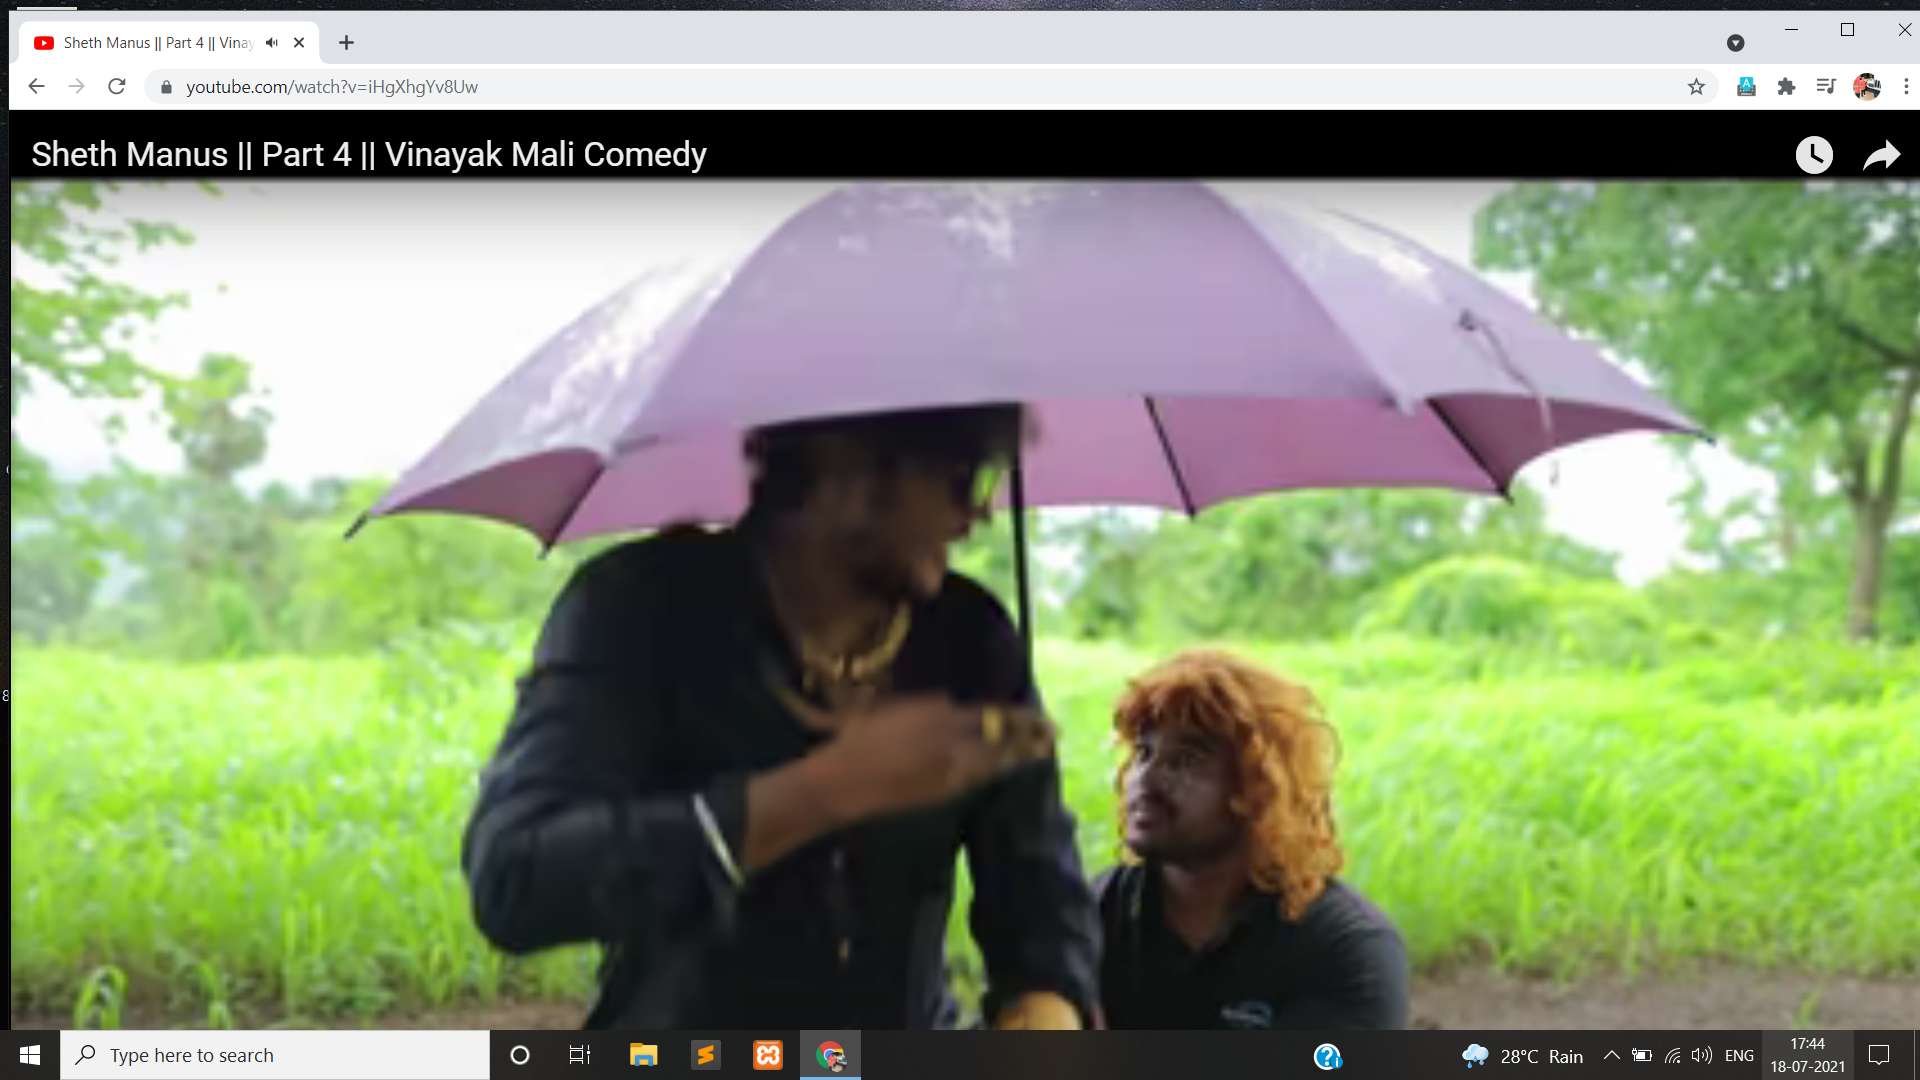 Sheth Manus || Part 4 || Vinay
youtube.com/watch?v=iHgXhgYv8Uw
Sheth Manus || Part 4 || Vinayak Mali Comedy
8
Type here to search
28°C Rain
ENG
17:44
18-07-2021